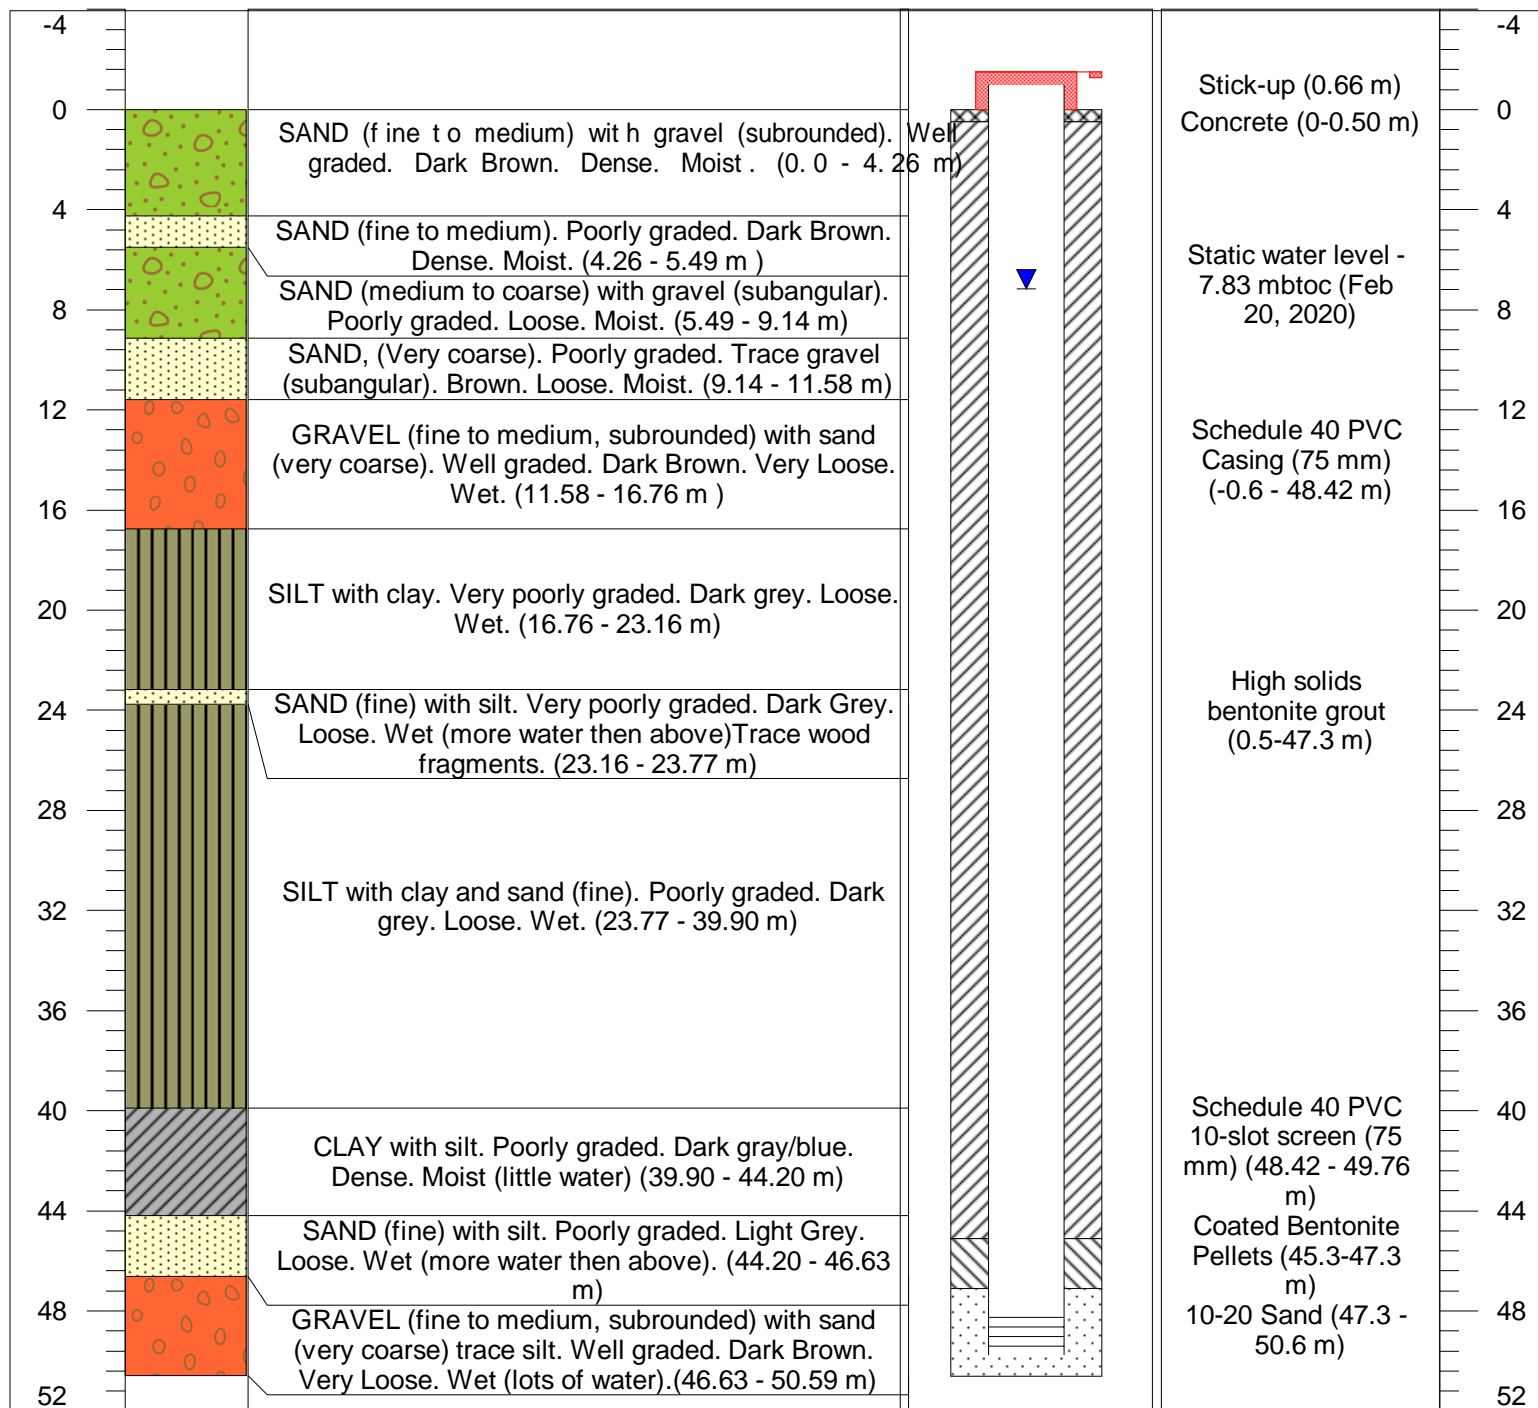 -4
0
4
8
12
16
20
24
28
32
36
40
44
48
52
SAND (fine to medium) with gravel (subrounded). Well
graded. Dark Brown. Dense. Moist. (0.0 - 4.26 m)
SAND (fine to medium). Poorly graded. Dark Brown.
Dense. Moist. (4.26 - 5.49 m )
SAND (medium to coarse) with gravel (subangular).
Poorly graded. Loose. Moist. (5.49 - 9.14 m)
SAND, (Very coarse). Poorly graded. Trace gravel
(subangular). Brown. Loose. Moist. (9.14 - 11.58 m)
GRAVEL (fine to medium, subrounded) with sand
(very coarse). Well graded. Dark Brown. Very Loose.
Wet. (11.58 - 16.76 m )
SILT with clay. Very poorly graded. Dark grey. Loose.
Wet. (16.76 - 23.16 m)
SAND (fine) with silt. Very poorly graded. Dark Grey.
Loose. Wet (more water then above)Trace wood
fragments. (23.16 - 23.77 m)
SILT with clay and sand (fine). Poorly graded. Dark
grey. Loose. Wet. (23.77 - 39.90 m)
CLAY with silt. Poorly graded. Dark gray/blue.
Dense. Moist (little water) (39.90 - 44.20 m)
SAND (fine) with silt. Poorly graded. Light Grey.
Loose. Wet (more water then above). (44.20 - 46.63
m)
GRAVEL (fine to medium, subrounded) with sand
(very coarse) trace silt. Well graded. Dark Brown.
Very Loose. Wet (lots of water).(46.63 - 50.59 m)
Stick-up (0.66 m)
Concrete (0-0.50 m)
Static water level -
7.83 mbtoc (Feb
20, 2020)
Schedule 40 PVC
Casing (75 mm)
(-0.6 - 48.42 m)
High solids
bentonite grout
(0.5-47.3 m)
Schedule 40 PVC
10-slot screen (75
mm) (48.42 - 49.76
m)
Coated Bentonite
Pellets (45.3-47.3
m)
10-20 Sand (47.3 -
50.6 m)
-4
0
4
8
12
16
20
24
28
32
36
40
44
48
52